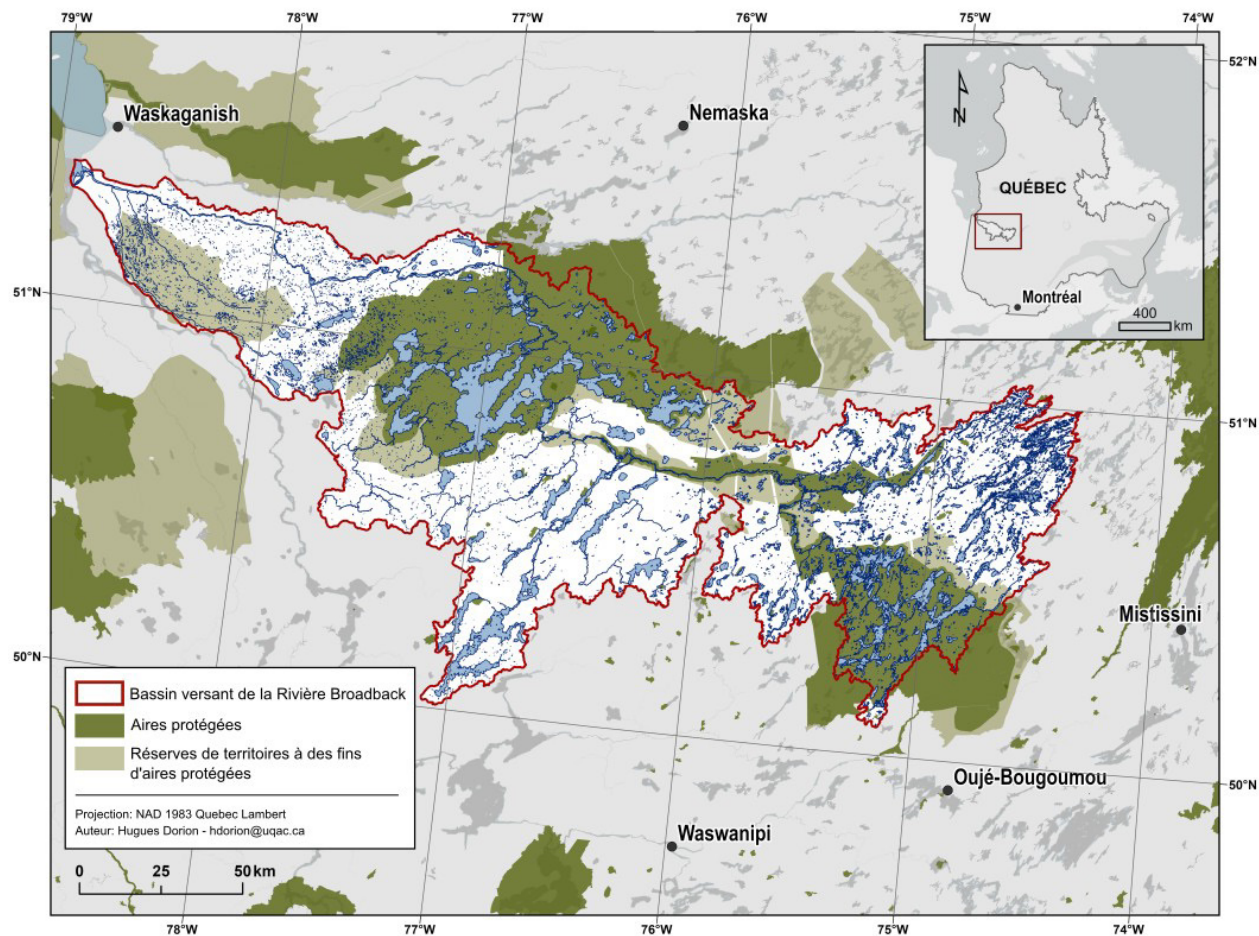 79°W
78°W
77°W
76°W
75°W
74°W
52°N
Waskaganish
Nemaska
N
QUÉBEC
Montréal
400
km
51°N
51°N
Mistissini
50°N
Bassin versant de la Rivière Broadback
Aires protégées
Réserves de territoires à des fins
d'aires protégées
Projection: NAD 1983 Quebec Lambert
Auteur: Hugues Dorion - hdorion@uqac.ca
0 25 50 km
Oujé-Bougoumou
50°N
Waswanipi
78°W
77°W
76°W
75°W
74°W